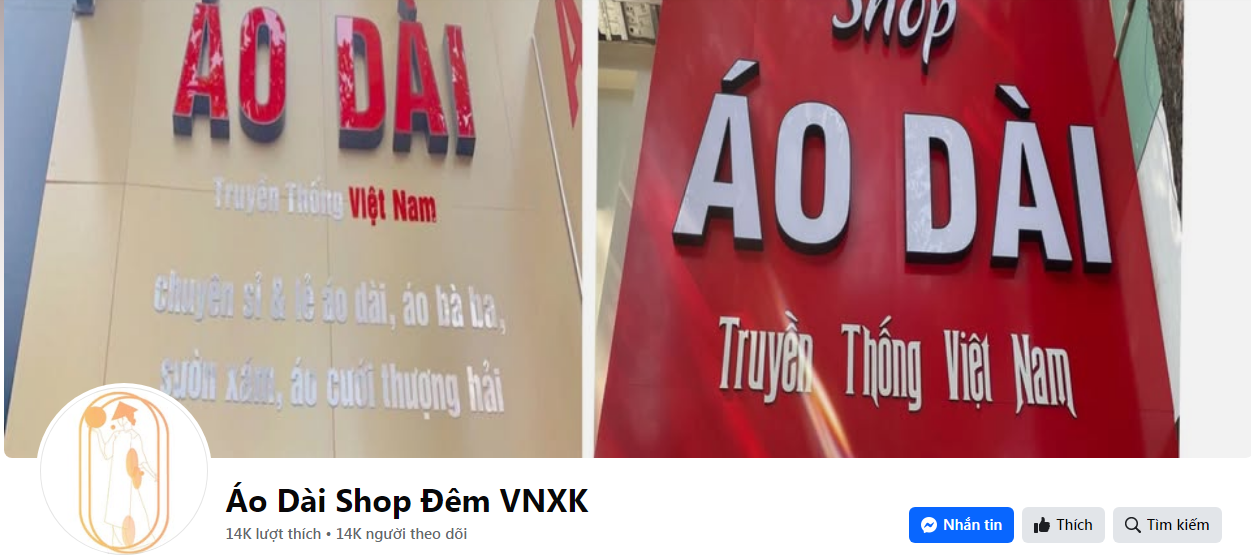 ÁO DÀI
Truyền Thống Việt Nam
chuyên sỉ & lẻ áo dài, áo bà ba,
sườn xám, áo cưới thượng hải
Shop
ÁO DÀI
Truyền Thống Việt Nam
Áo Dài Shop Đêm VNXK
14K lượt thích • 14K người theo dõi
Nhắn tin
Thích
Tìm kiếm